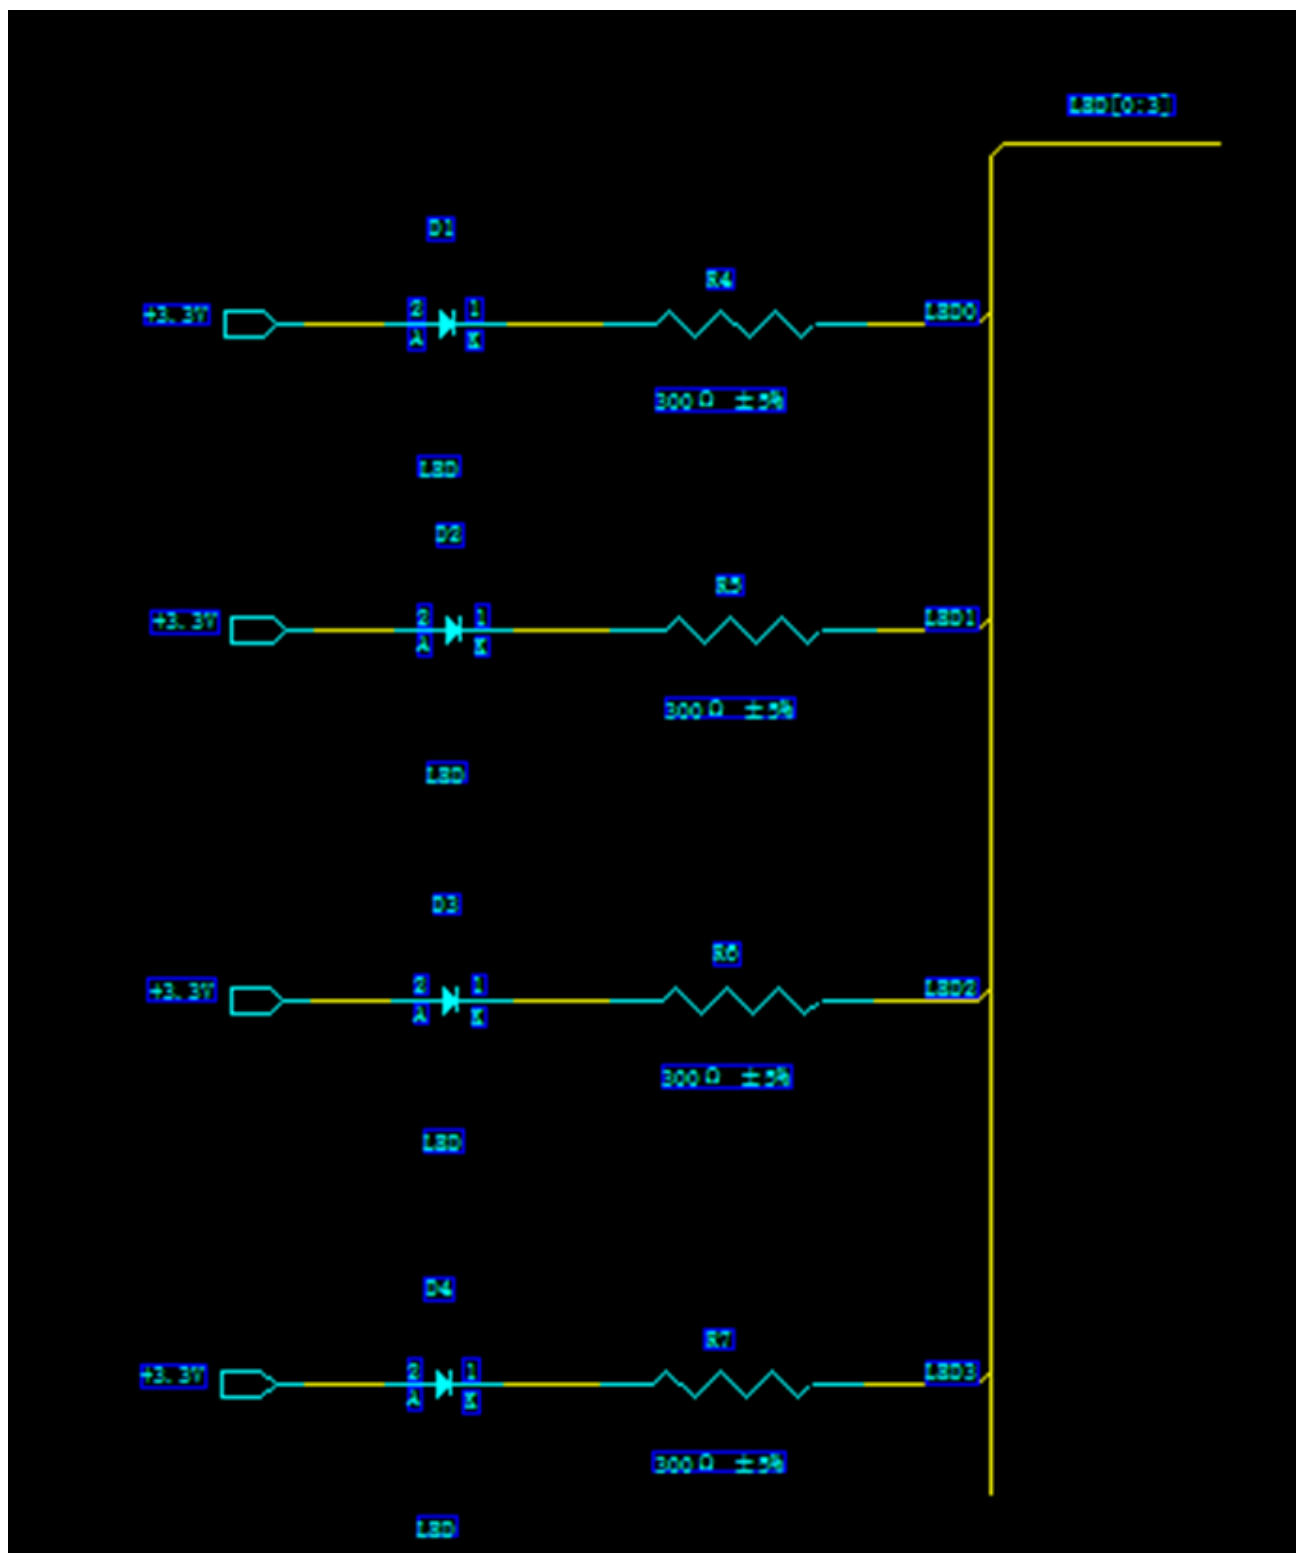 LED[0:3]
D1
R4
+3.3V
2
1
LED0
A
K
300Ω ±5%
LED
D2
R5
+3.3V
2
1
LED1
A
K
300Ω ±5%
LED
D3
R6
+3.3V
2
1
LED2
A
K
300Ω ±5%
LED
D4
R7
+3.3V
2
1
LED3
A
K
300Ω ±5%
LED